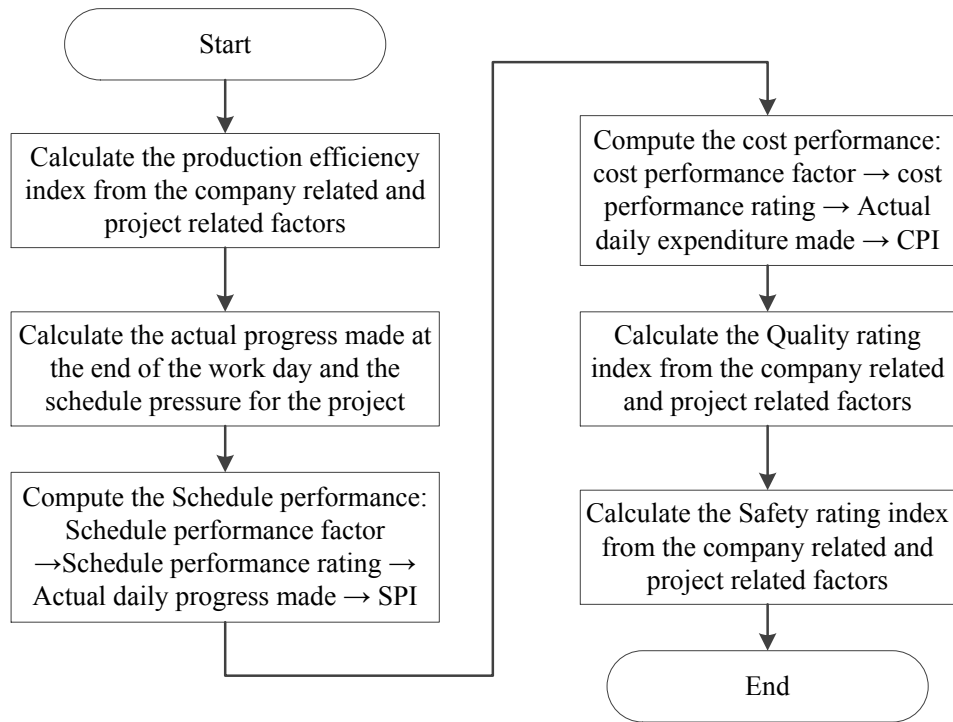 Start
Calculate the production efficiency
index from the company related and
project related factors
Calculate the actual progress made at
the end of the work day and the
schedule pressure for the project
Compute the Schedule performance:
Schedule performance factor
→Schedule performance rating →
Actual daily progress made → SPI
Compute the cost performance:
cost performance factor → cost
performance rating → Actual
daily expenditure made → CPI
Calculate the Quality rating
index from the company related
and project related factors
Calculate the Safety rating index
from the company related and
project related factors
End